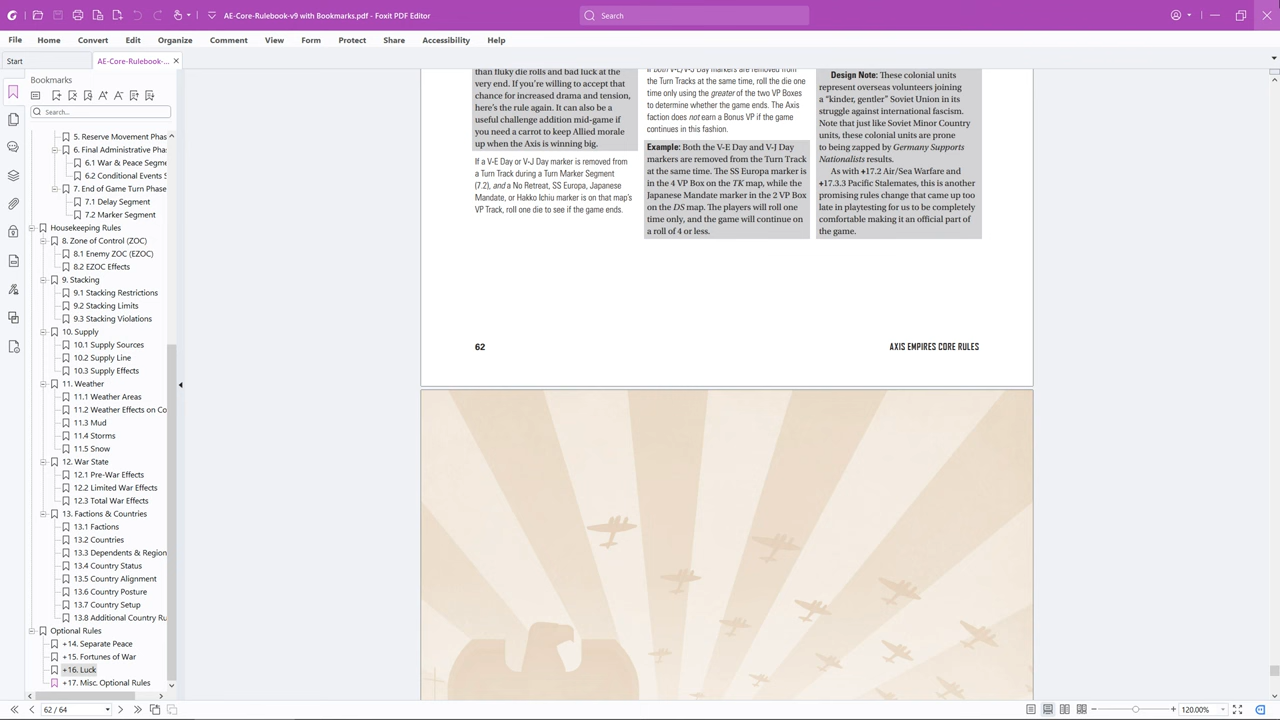 AE-Core-Rulebook-v9 with Bookmarks.pdf - Foxit PDF Editor
Search
File Home Convert Edit Organize Comment View Form Protect Share Accessibility Help
Start
AE-Core-Rulebook-...
Bookmarks
Search...
5. Reserve Movement Phas
6. Final Administrative Pha
6.1 War & Peace Segme
6.2 Conditional Events S
7. End of Game Turn Phase
7.1 Delay Segment
7.2 Marker Segment
Housekeeping Rules
8. Zone of Control (ZOC)
8.1 Enemy ZOC (EZOC)
8.2 EZOC Effects
9. Stacking
9.1 Stacking Restrictions
9.2 Stacking Limits
9.3 Stacking Violations
10. Supply
10.1 Supply Sources
10.2 Supply Line
10.3 Supply Effects
11. Weather
11.1 Weather Areas
11.2 Weather Effects on Co
11.3 Mud
11.4 Storms
11.5 Snow
12. War State
12.1 Pre-War Effects
12.2 Limited War Effects
12.3 Total War Effects
13. Factions & Countries
13.1 Factions
13.2 Countries
13.3 Dependents & Region
13.4 Country Status
13.5 Country Alignment
13.6 Country Posture
13.7 Country Setup
13.8 Additional Country Ru
Optional Rules
+14. Separate Peace
+15. Fortunes of War
+16. Luck
+17. Misc. Optional Rules
than fluky die rolls and bad luck at the
very end. If you're willing to accept that
chance for increased drama and tension,
here's the rule again. It can also be a
useful challenge addition mid-game if
you need a carrot to keep Allied morale
up when the Axis is winning big.
If a V-E Day or V-J Day marker is removed from
a Turn Track during a Turn Marker Segment
(7.2), and a No Retreat, SS Europa, Japanese
Mandate, or Hakko Ichiu marker is on that map's
VP Track, roll one die to see if the game ends.
If both V-E/V-J Day markers are removed from
the Turn Tracks at the same time, roll the die one
time only using the greater of the two VP Boxes
to determine whether the game ends. The Axis
faction does not earn a Bonus VP if the game
continues in this fashion.
Example: Both the V-E Day and V-J Day
markers are removed from the Turn Track
at the same time. The SS Europa marker is
in the 4 VP Box on the TK map, while the
Japanese Mandate marker in the 2 VP Box
on the DS map. The players will roll one
time only, and the game will continue on
a roll of 4 or less.
Design Note: These colonial units
represent overseas volunteers joining
a "kinder, gentler" Soviet Union in its
struggle against international fascism.
Note that just like Soviet Minor Country
units, these colonial units are prone
to being zapped by Germany Supports
Nationalists results.
As with +17.2 Air/Sea Warfare and
+17.3.3 Pacific Stalemates, this is another
promising rules change that came up too
late in playtesting for us to be completely
comfortable making it an official part of
the game.
62
AXIS EMPIRES CORE RULES
62 / 64
120.00%